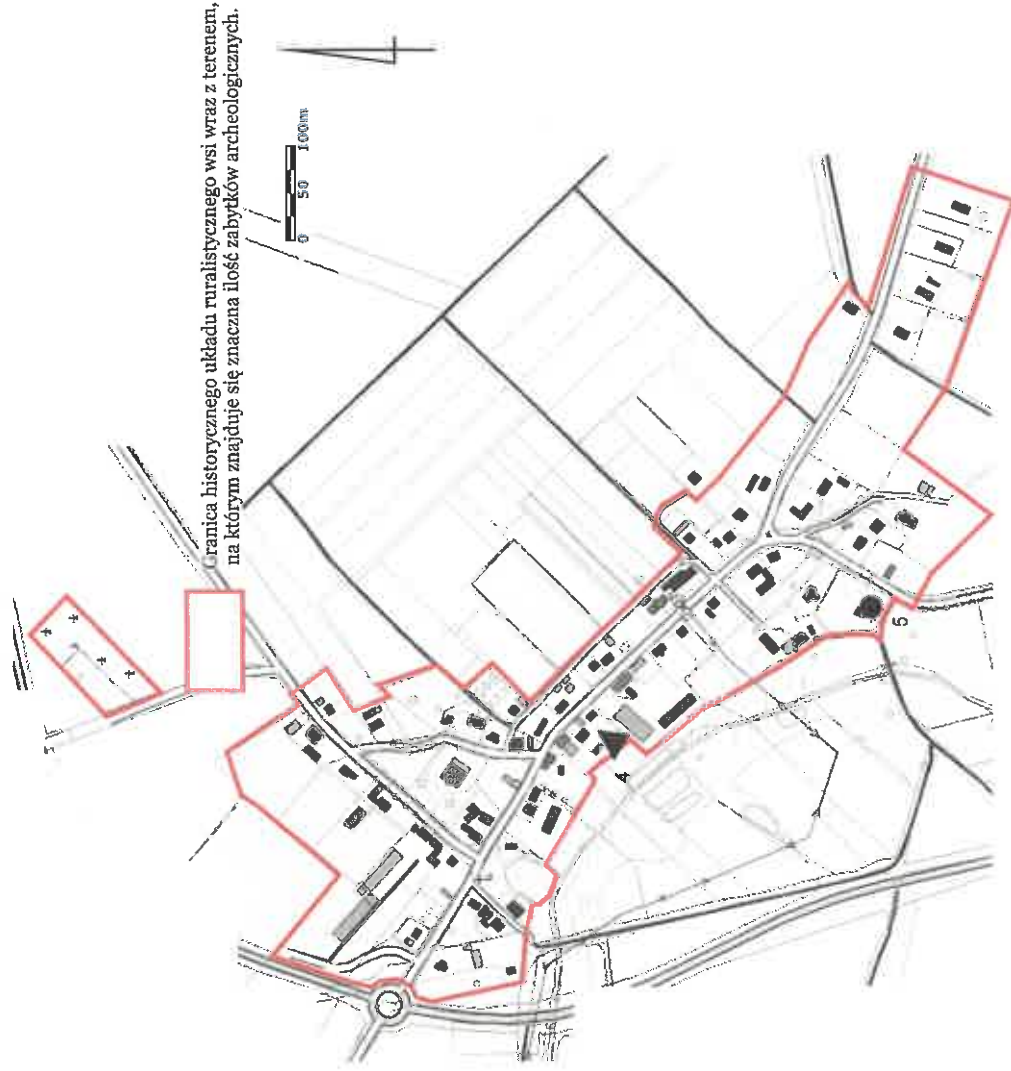 Granica historycznego układu ruralistycznego wsi wraz z terenem,
na którym znajduje się znaczna ilość zabytków archeologicznych.
0 50 100m
A
5